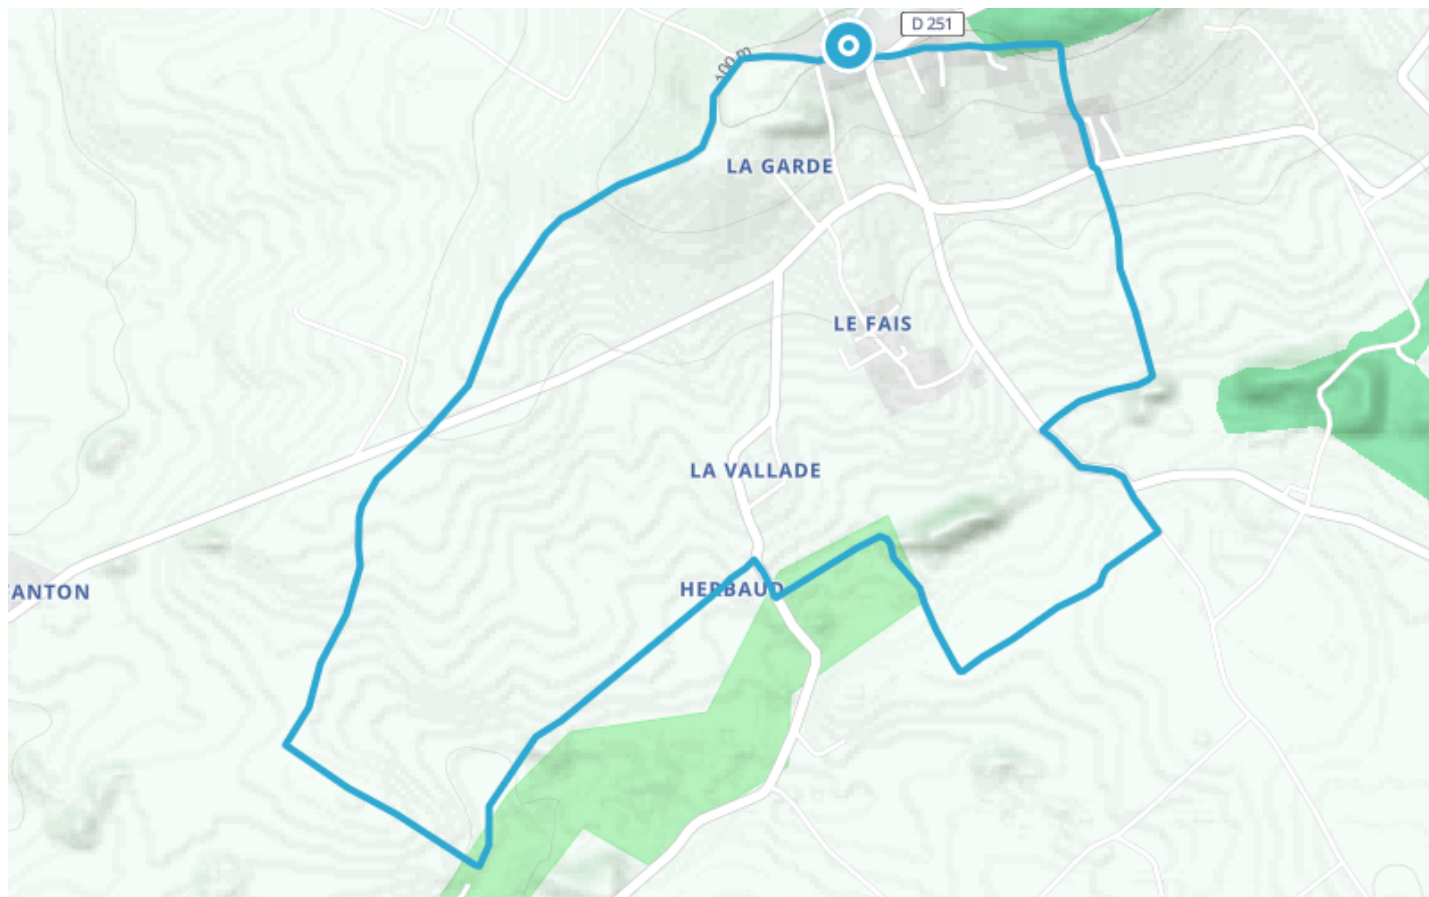 D 251
100 m
LA GARDE
LE FAIS
LA VALLADE
HERBAUD
ANTON